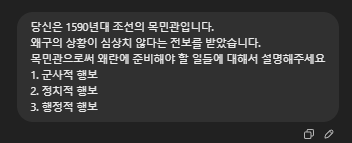 당신은 1590년대 조선의 목민관입니다.
왜구의 상황이 심상치 않다는 전보를 받았습니다.
목민관으로써 왜란에 준비해야 할 일들에 대해서 설명해주세요
1. 군사적 행보
2. 정치적 행보
3. 행정적 행보